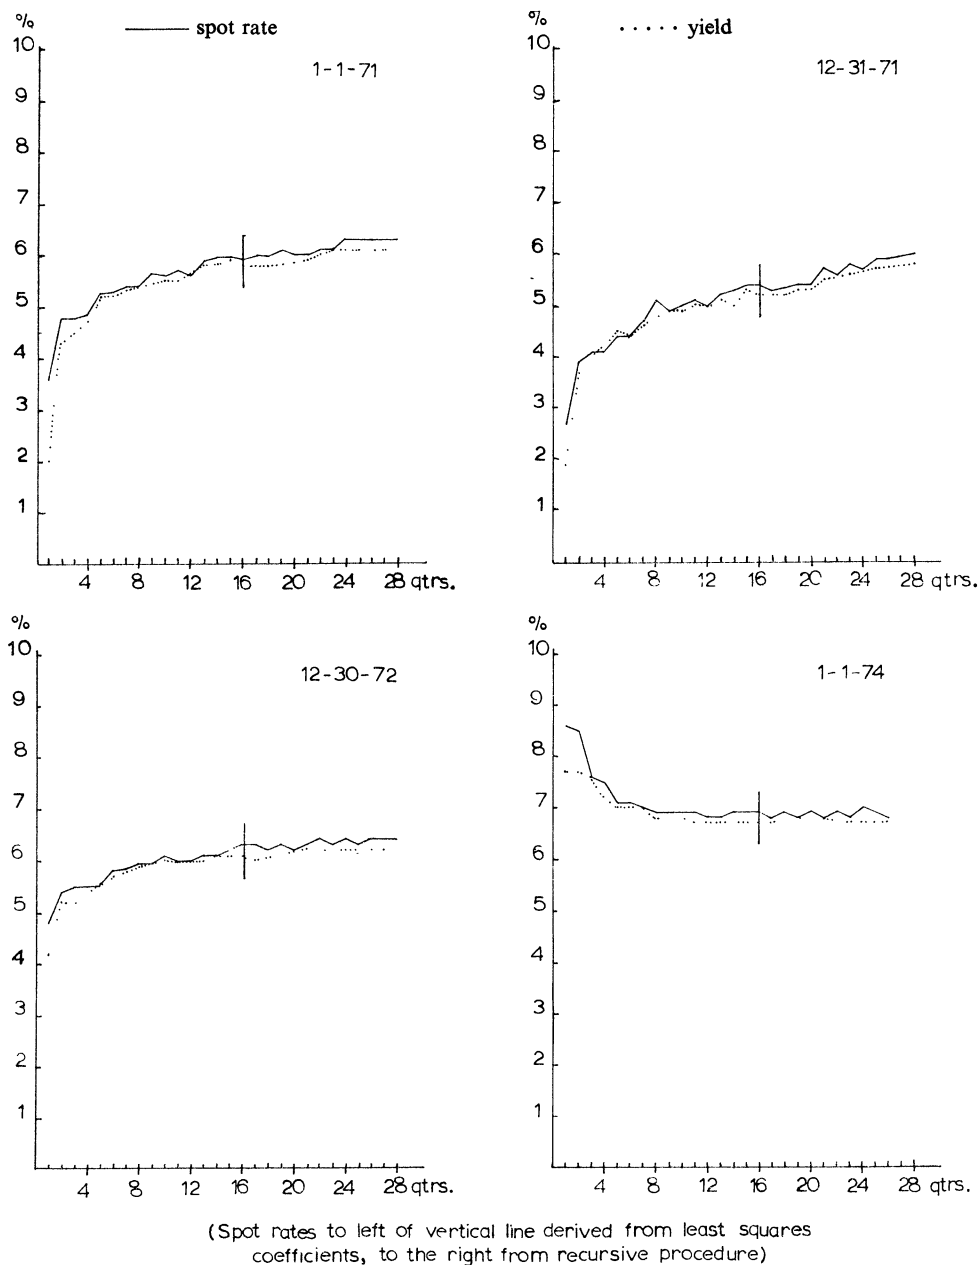 % spot rate % yield
10 1-1-71 10 12-31-71
9 9
8 8
7 7
6 6
5 5
4 4
3 3
2 2
1 1
4 8 12 16 20 24 28 qtrs. 4 8 12 16 20 24 28 qtrs.
% %
10 12-30-72 10 1-1-74
9 9
8 8
7 7
6 6
5 5
4 4
3 3
2 2
1 1
4 8 12 16 20 24 28 qtrs. 4 8 12 16 20 24 28 qtrs.
(Spot rates to left of vertical line derived from least squares
coefficients, to the right from recursive procedure)